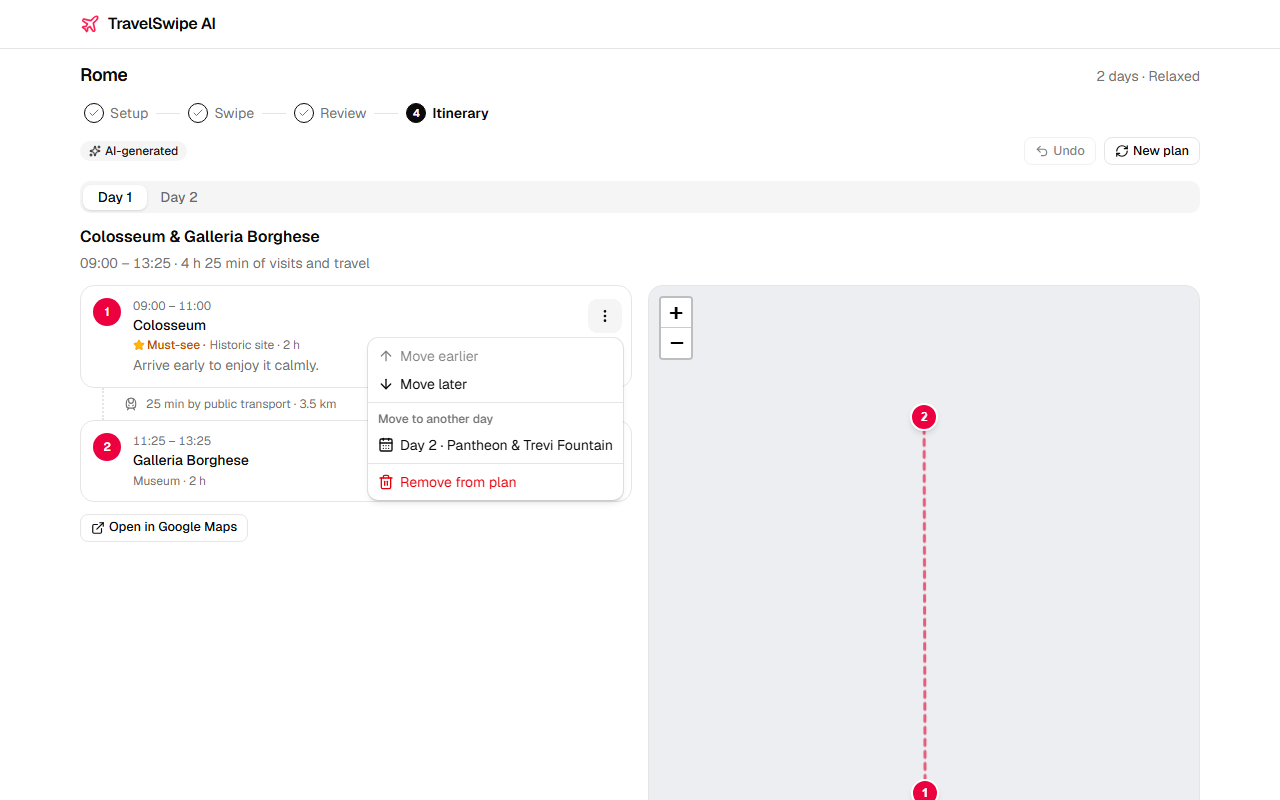 TravelSwipe AI
Rome
2 days · Relaxed
Setup
Swipe
Review
4 Itinerary
AI-generated
Undo
New plan
Day 1
Day 2
Colosseum & Galleria Borghese
09:00 – 13:25 · 4 h 25 min of visits and travel
1
09:00 – 11:00
Colosseum
Must-see · Historic site · 2 h
Arrive early to enjoy it calmly.
25 min by public transport · 3.5 km
2
11:25 – 13:25
Galleria Borghese
Museum · 2 h
Move earlier
Move later
Move to another day
Day 2 · Pantheon & Trevi Fountain
Remove from plan
Open in Google Maps
+
−
2
1